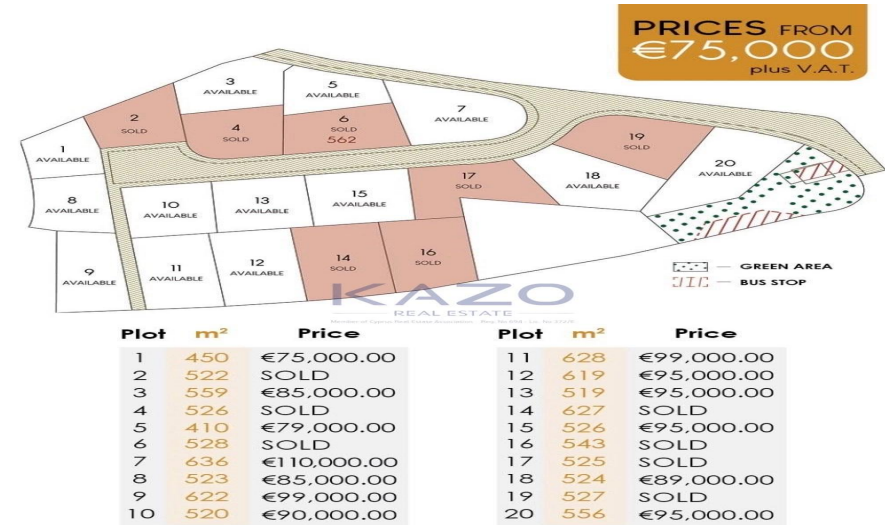 PRICES FROM
€75,000
plus V.A.T.
1
AVAILABLE
2
SOLD
3
AVAILABLE
4
SOLD
5
AVAILABLE
6
SOLD
562
7
AVAILABLE
8
AVAILABLE
9
AVAILABLE
10
AVAILABLE
11
AVAILABLE
12
AVAILABLE
13
AVAILABLE
14
SOLD
15
AVAILABLE
16
SOLD
17
SOLD
18
AVAILABLE
19
SOLD
20
AVAILABLE
— GREEN AREA
— BUS STOP
KAZO
REAL ESTATE
Plot m² Price
1 450 €75,000.00
2 522 SOLD
3 559 €85,000.00
4 526 SOLD
5 410 €79,000.00
6 528 SOLD
7 636 €110,000.00
8 523 €85,000.00
9 622 €99,000.00
10 520 €90,000.00
Plot m² Price
11 628 €99,000.00
12 619 €95,000.00
13 519 €95,000.00
14 627 SOLD
15 526 €95,000.00
16 543 SOLD
17 525 SOLD
18 524 €89,000.00
19 527 SOLD
20 556 €95,000.00